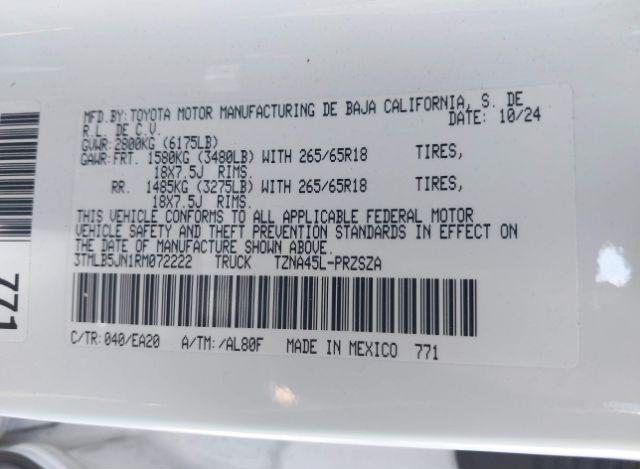 MFD.BY:TOYOTA MOTOR MANUFACTURING DE BAJA CALIFORNIA, S. DE
R.L. DE C.V. DATE: 10/24
GVWR:2800KG (6175LB)
GAWR:FRT. 1580KG (3480LB) WITH 265/65R18 TIRES,
18X7.5J RIMS.
RR. 1485KG (3275LB) WITH 265/65R18 TIRES,
18X7.5J RIMS.
THIS VEHICLE CONFORMS TO ALL APPLICABLE FEDERAL MOTOR
VEHICLE SAFETY AND THEFT PREVENTION STANDARDS IN EFFECT ON
THE DATE OF MANUFACTURE SHOWN ABOVE.
3TMLB5JN1RM072222 TRUCK TZNA45L-PRZSZA
C/TR:040/EA20 A/TM:/AL80F MADE IN MEXICO 771
771